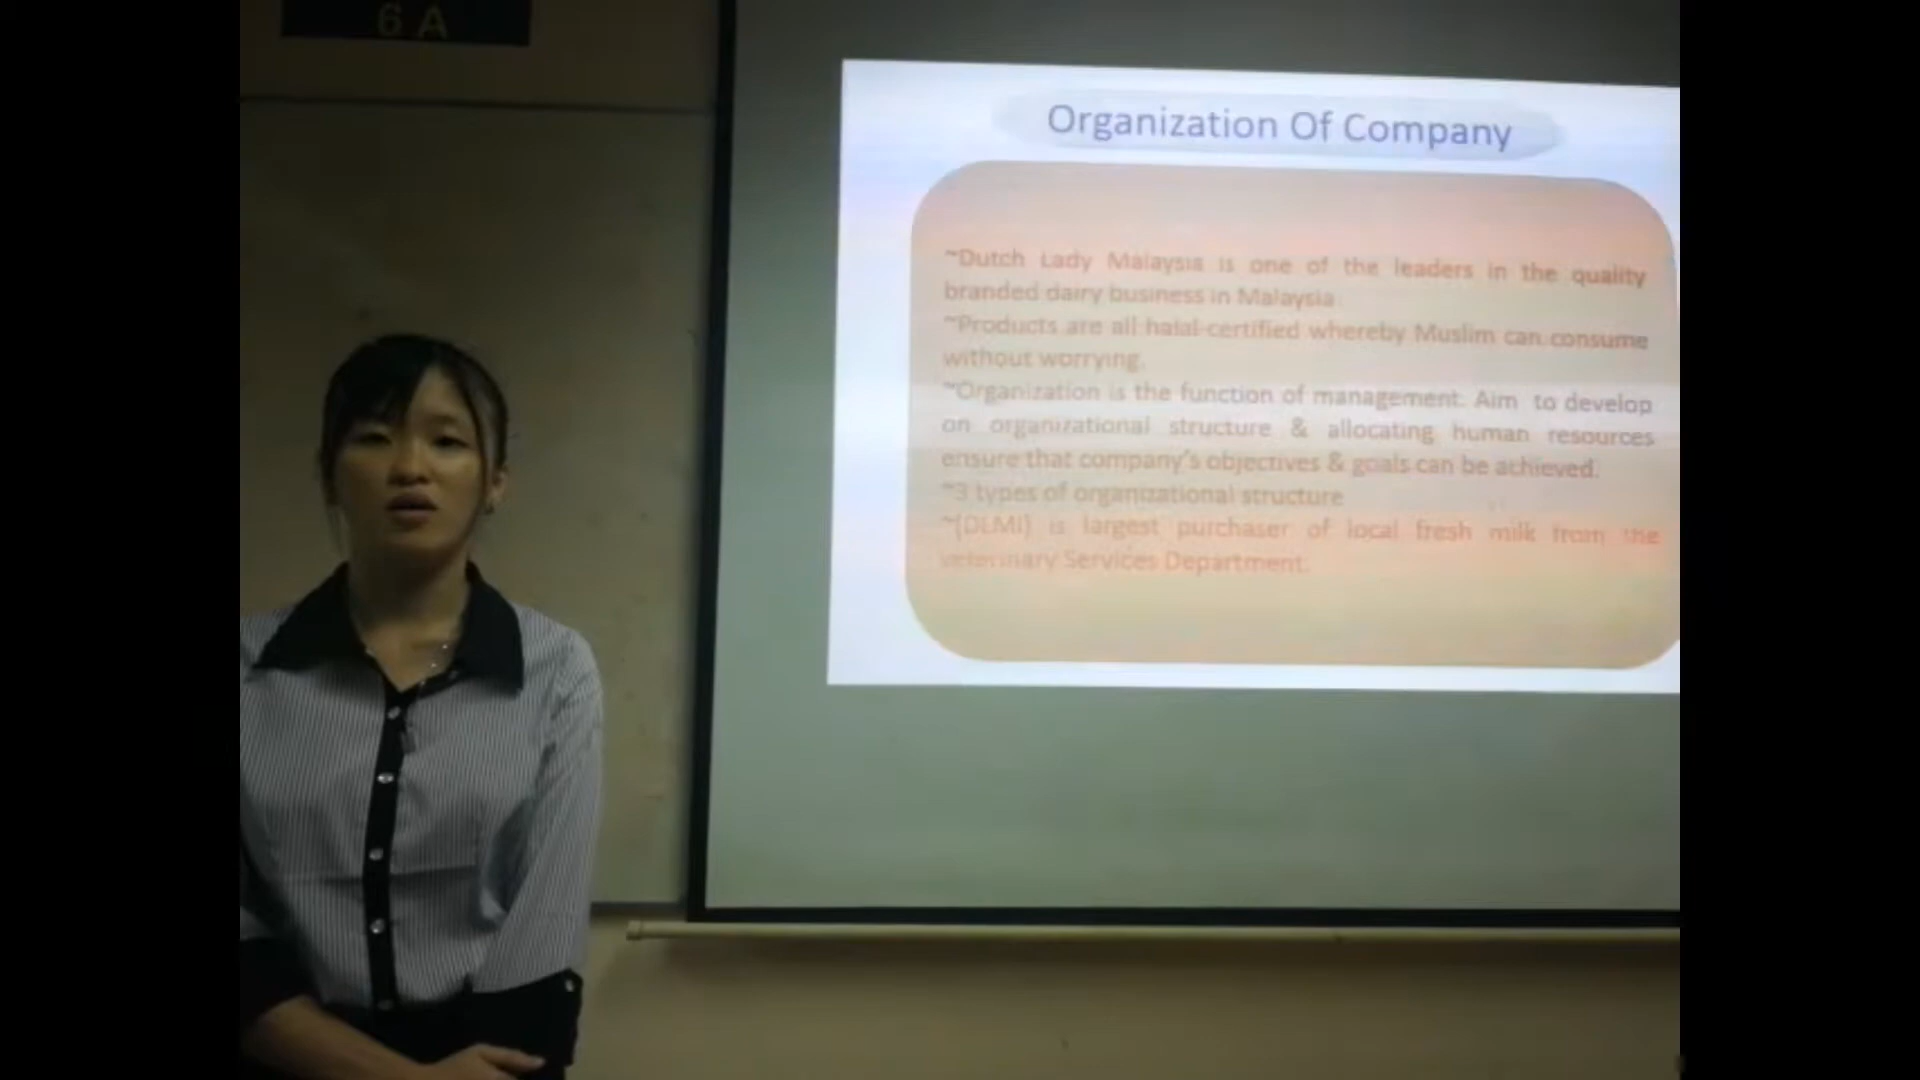 6 A
Organization Of Company
~Dutch Lady Malaysia is one of the leaders in the quality
branded dairy business in Malaysia
~Products are all halal-certified whereby Muslim can consume
without worrying.
~Organization is the function of management. Aim to develop
on organizational structure & allocating human resources
ensure that company's objectives & goals can be achieved.
~3 types of organizational structure
~(DLMI) is largest purchaser of local fresh milk from the
veterinary Services Department.